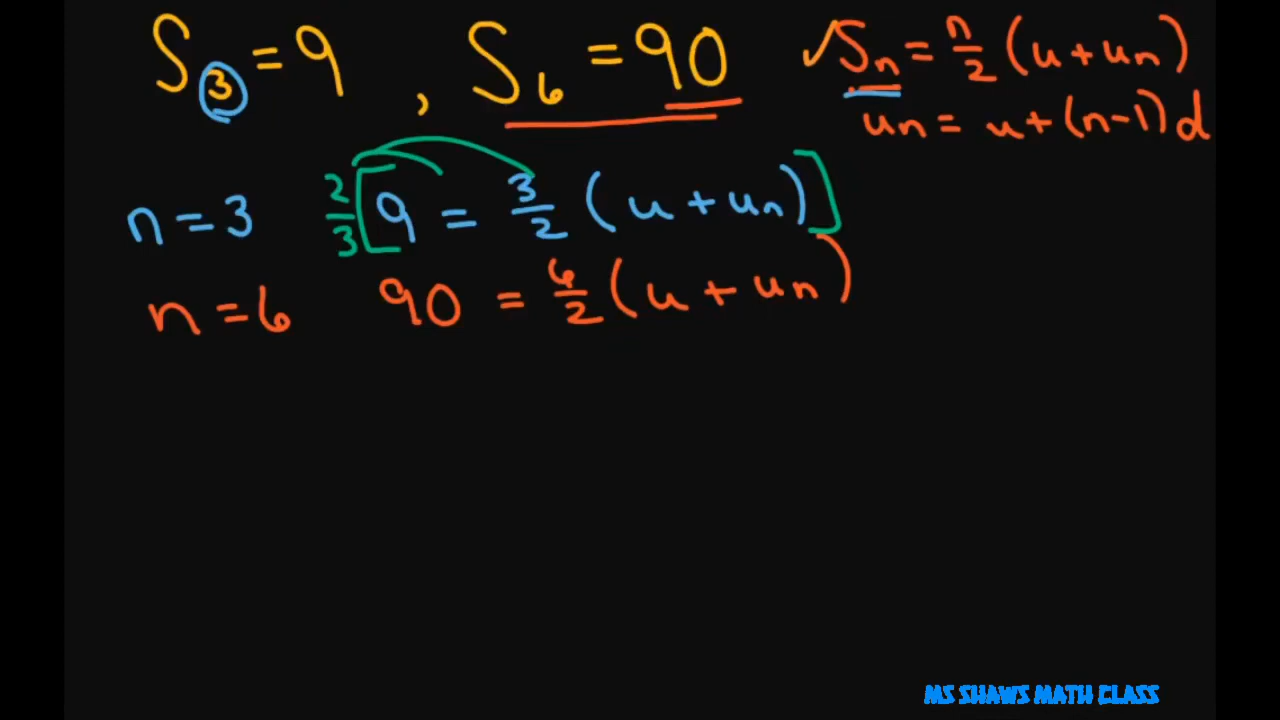 S₃ = 9 , S₆ = 90
✓Sn = n/2 (u + un)
un = u + (n-1)d
n = 3 2/3 [9 = 3/2 (u + un)]
n = 6 90 = 6/2 (u + un)
MS SHAWS MATH CLASS